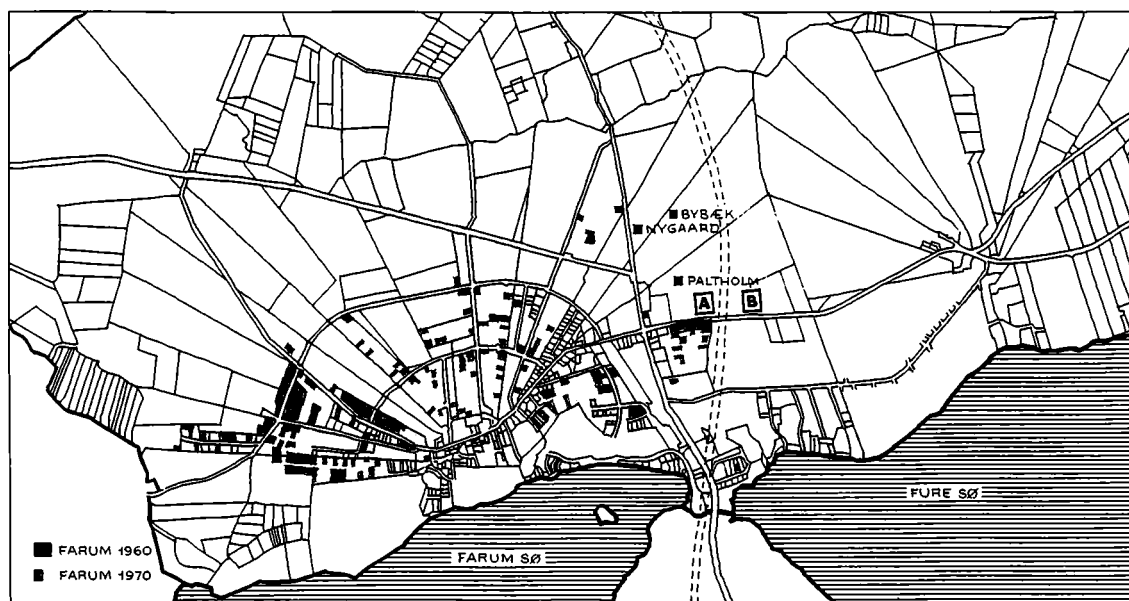 BYBÆK
NYGAARD
PALTHOLM
A
B
FURE SØ
FARUM 1960
FARUM SØ
FARUM 1970